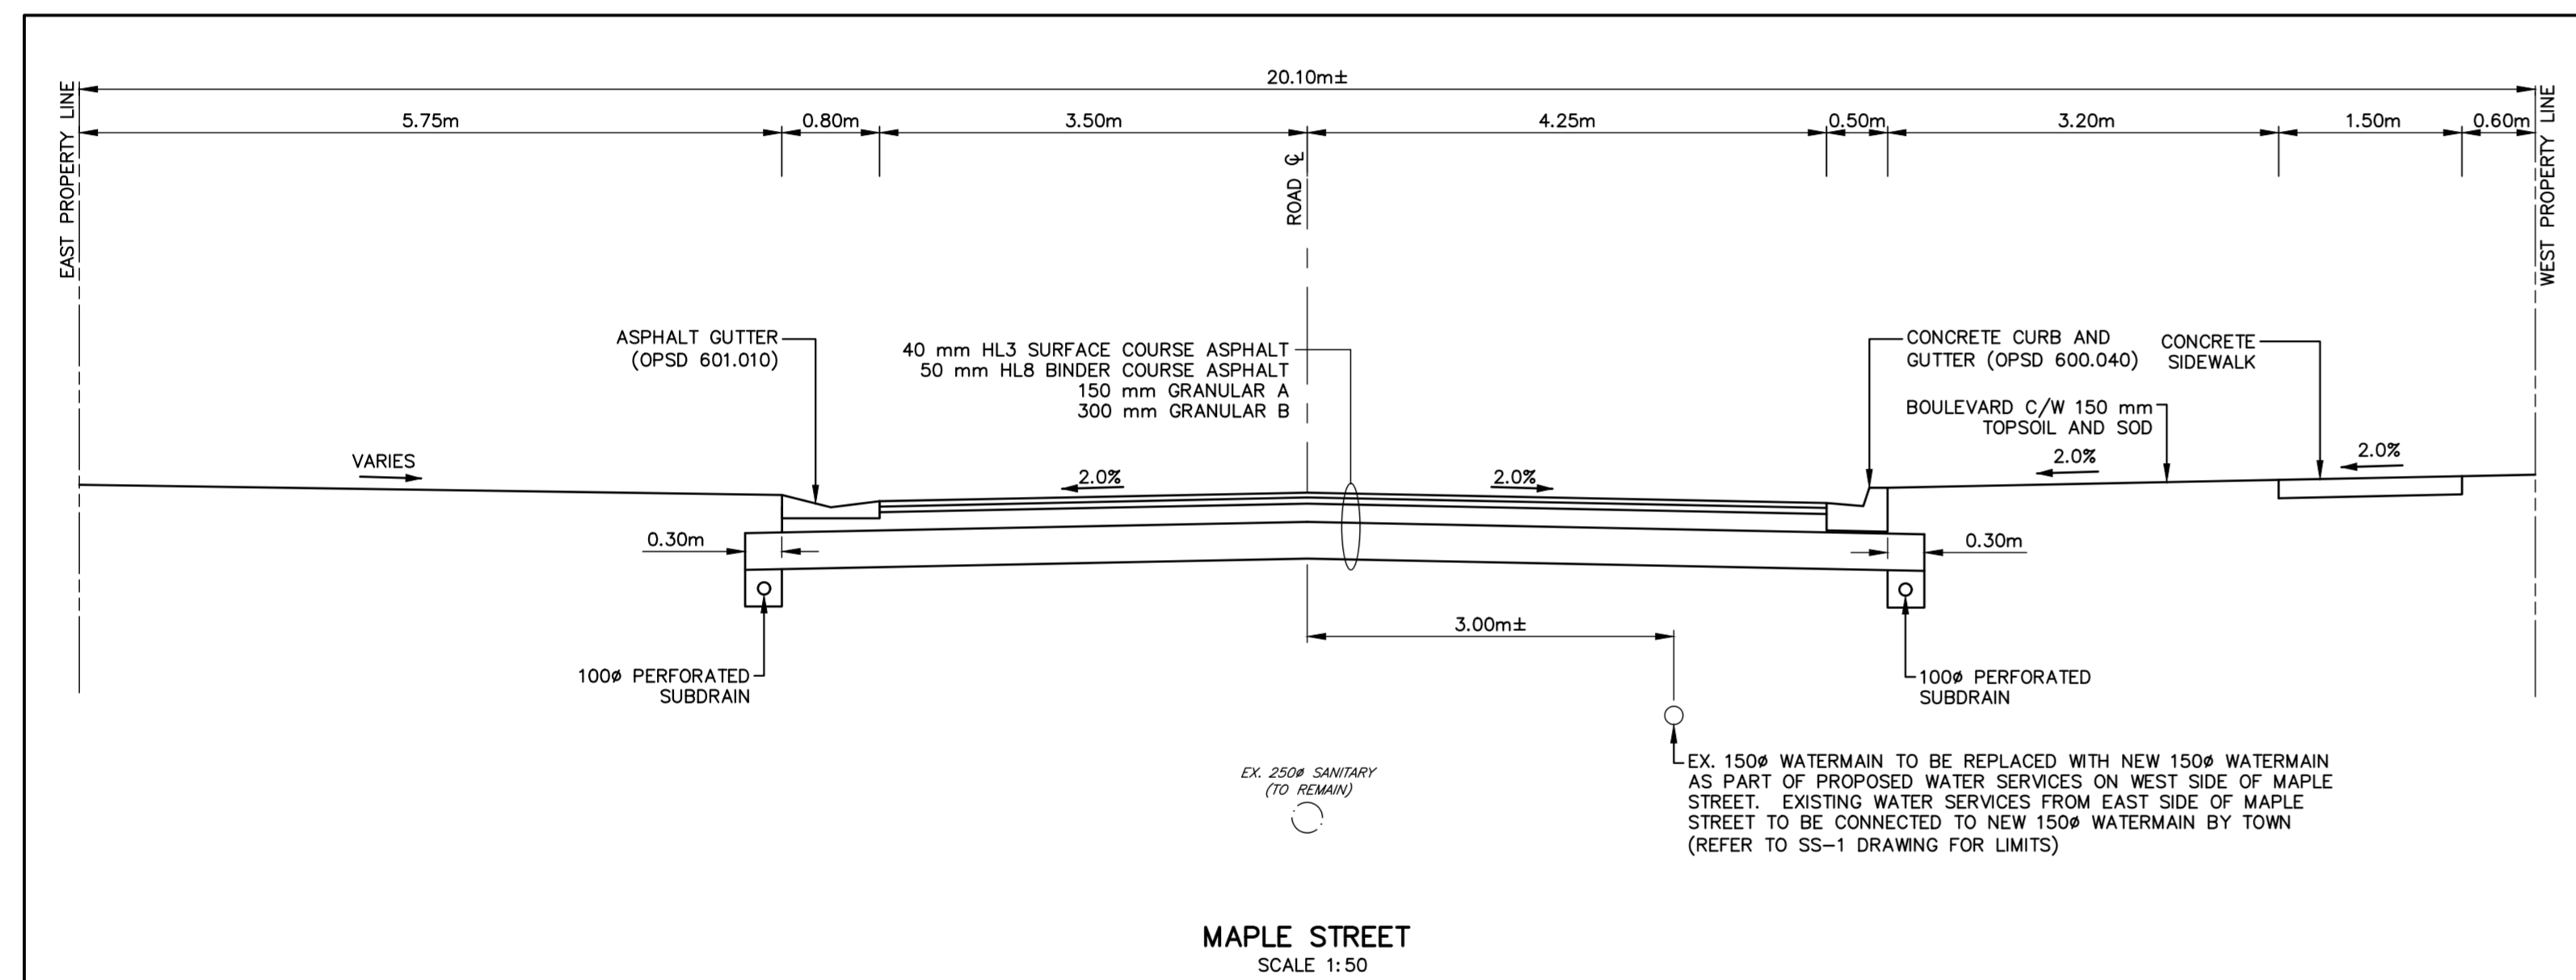 20.10m±
5.75m
0.80m
3.50m
4.25m
0.50m
3.20m
1.50m
0.60m
EAST PROPERTY LINE
ROAD ℄
WEST PROPERTY LINE
ASPHALT GUTTER
(OPSD 601.010)
40 mm HL3 SURFACE COURSE ASPHALT
50 mm HL8 BINDER COURSE ASPHALT
150 mm GRANULAR A
300 mm GRANULAR B
CONCRETE CURB AND
GUTTER (OPSD 600.040)
CONCRETE
SIDEWALK
BOULEVARD C/W 150 mm
TOPSOIL AND SOD
VARIES
2.0%
2.0%
2.0%
2.0%
0.30m
0.30m
3.00m±
100ø PERFORATED
SUBDRAIN
100ø PERFORATED
SUBDRAIN
EX. 250ø SANITARY
(TO REMAIN)
EX. 150ø WATERMAIN TO BE REPLACED WITH NEW 150ø WATERMAIN
AS PART OF PROPOSED WATER SERVICES ON WEST SIDE OF MAPLE
STREET. EXISTING WATER SERVICES FROM EAST SIDE OF MAPLE
STREET TO BE CONNECTED TO NEW 150ø WATERMAIN BY TOWN
(REFER TO SS-1 DRAWING FOR LIMITS)
MAPLE STREET
SCALE 1:50